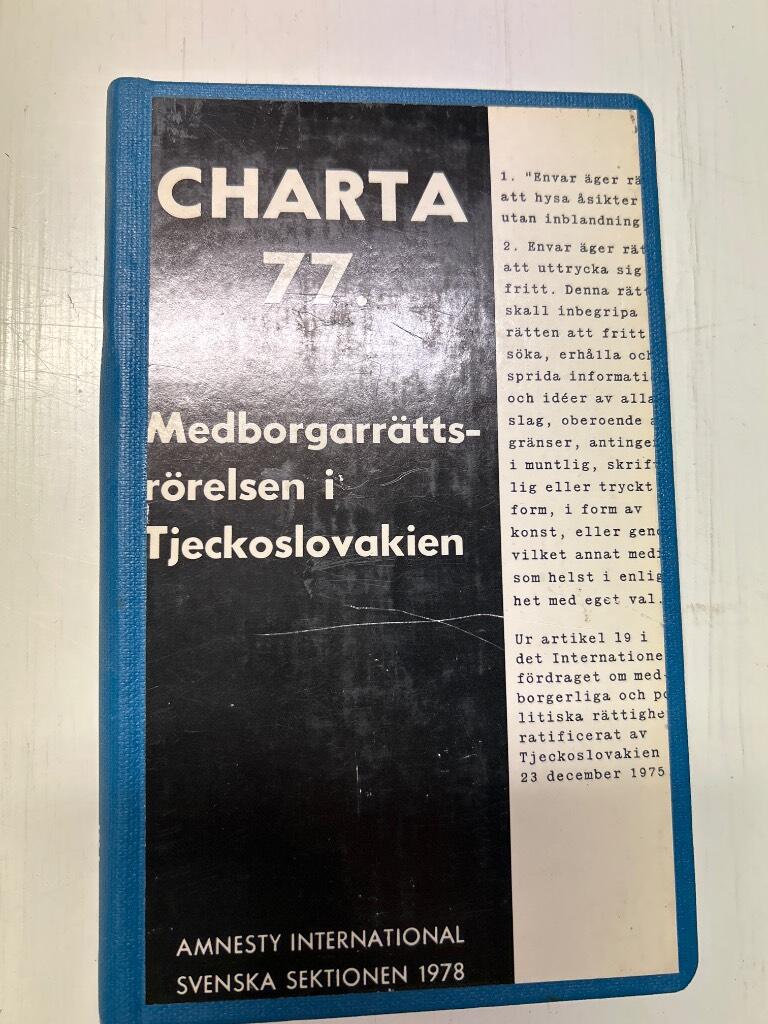 CHARTA
77.
Medborgarrätts-
rörelsen i
Tjeckoslovakien
AMNESTY INTERNATIONAL
SVENSKA SEKTIONEN 1978
1. "Envar äger rä
att hysa åsikter
utan inblandning
2. Envar äger rät
att uttrycka sig
fritt. Denna rätt
skall inbegripa
rätten att fritt
söka, erhålla och
sprida informati
och idéer av alla
slag, oberoende a
gränser, antinge
i muntlig, skrif
lig eller tryckt
form, i form av
konst, eller geno
vilket annat medi
som helst i enlig
het med eget val.
Ur artikel 19 i
det Internatione
fördraget om med-
borgerliga och po
litiska rättighe
ratificerat av
Tjeckoslovakien
23 december 1975